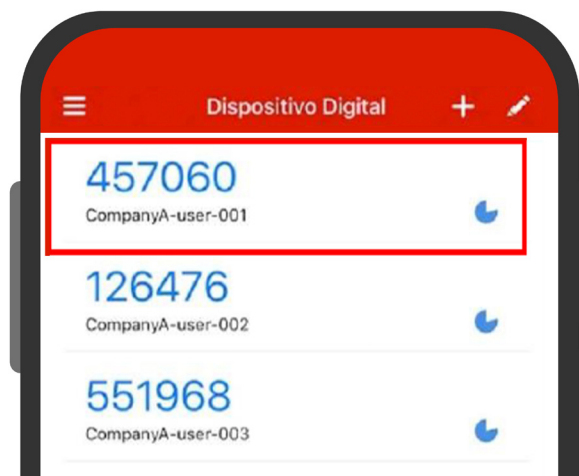 Dispositivo Digital
457060
CompanyA-user-001
126476
CompanyA-user-002
551968
CompanyA-user-003